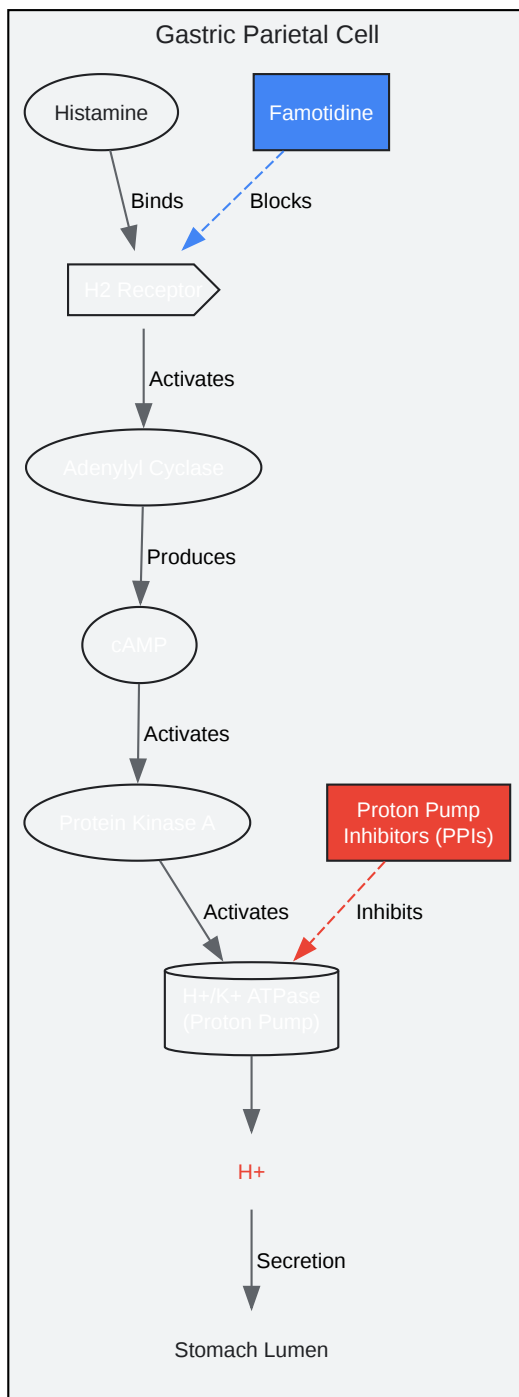 Gastric Parietal Cell
Histamine
Famotidine
Binds
Blocks
H2 Receptor
Activates
Adenylyl Cyclase
Produces
cAMP
Activates
Protein Kinase A
Proton Pump
Inhibitors (PPIs)
Activates
Inhibits
H+/K+ ATPase
(Proton Pump)
H+
Secretion
Stomach Lumen